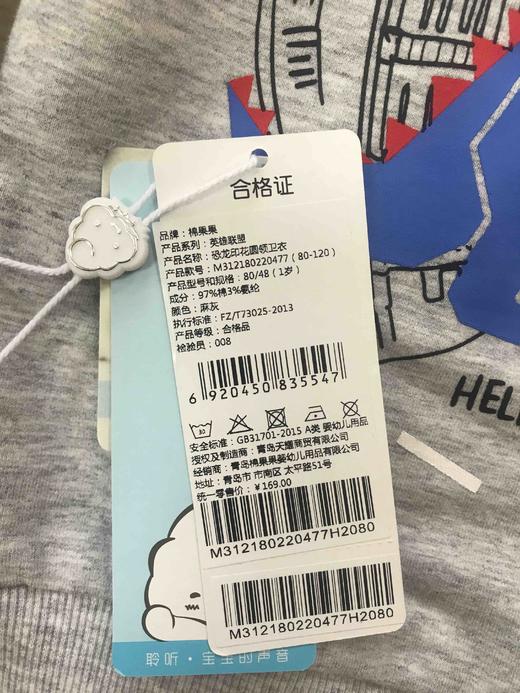 合格证
品牌：棉果果
产品系列：英雄联盟
产品名称：恐龙印花圆领卫衣
产品款号：M312180220477 (80-120)
产品型号和规格：80/48 (1岁)
成分：97%棉3%氨纶
颜色：麻灰
执行标准：FZ/T73025-2013
产品等级：合格品
检验员：008
6 920450 835547
安全标准：GB31701-2015 A类 婴幼儿用品
授权及制造商：青岛天耀商贸有限公司
经销商：青岛棉果果婴幼儿用品有限公司
地址：青岛市 市南区 太平路51号
统一零售价：￥169.00
M312180220477H2080
M312180220477H2080
聆听·宝宝的声音
HEL